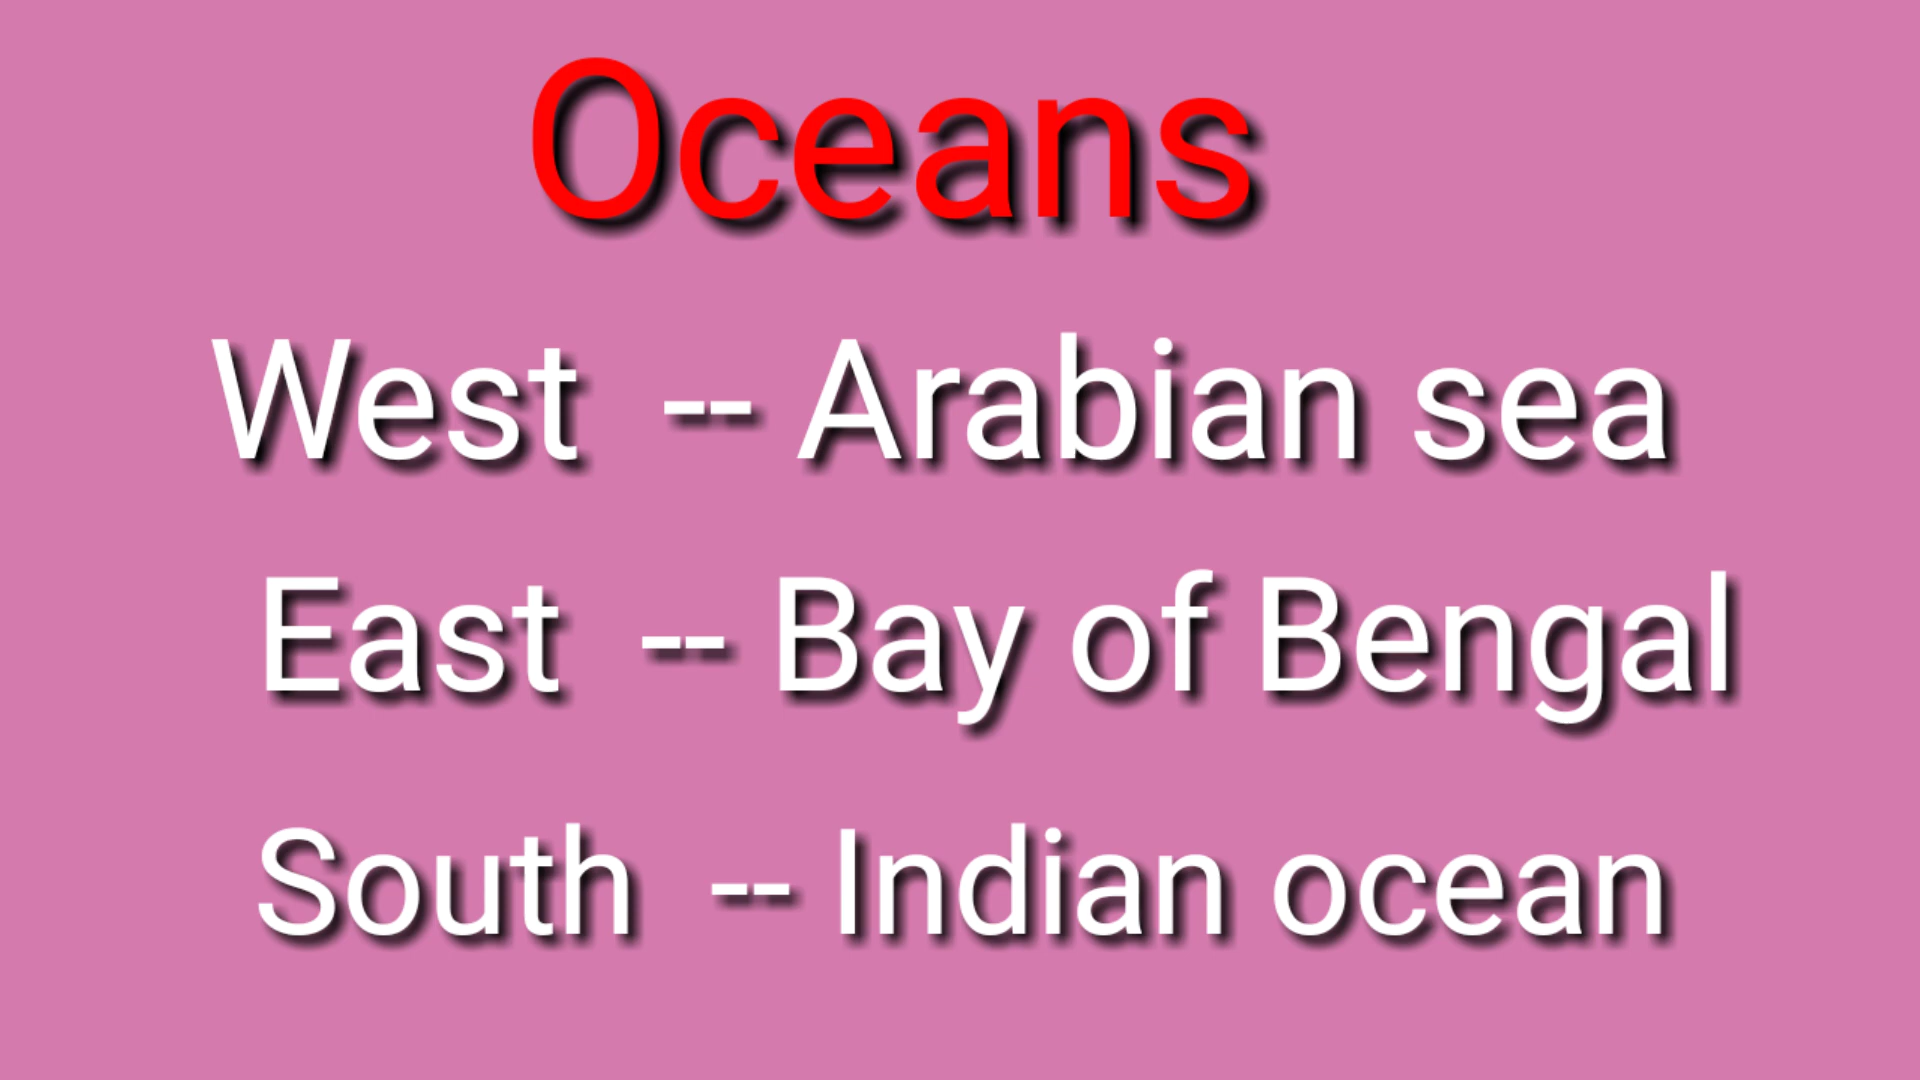 Oceans
West -- Arabian sea
East -- Bay of Bengal
South -- Indian ocean